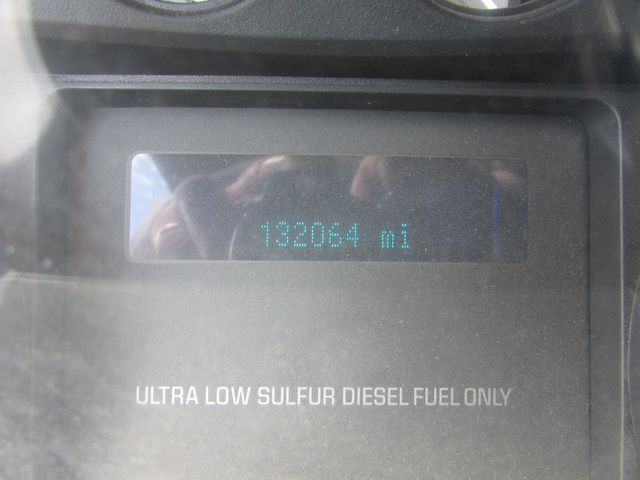 132064 mi
ULTRA LOW SULFUR DIESEL FUEL ONLY